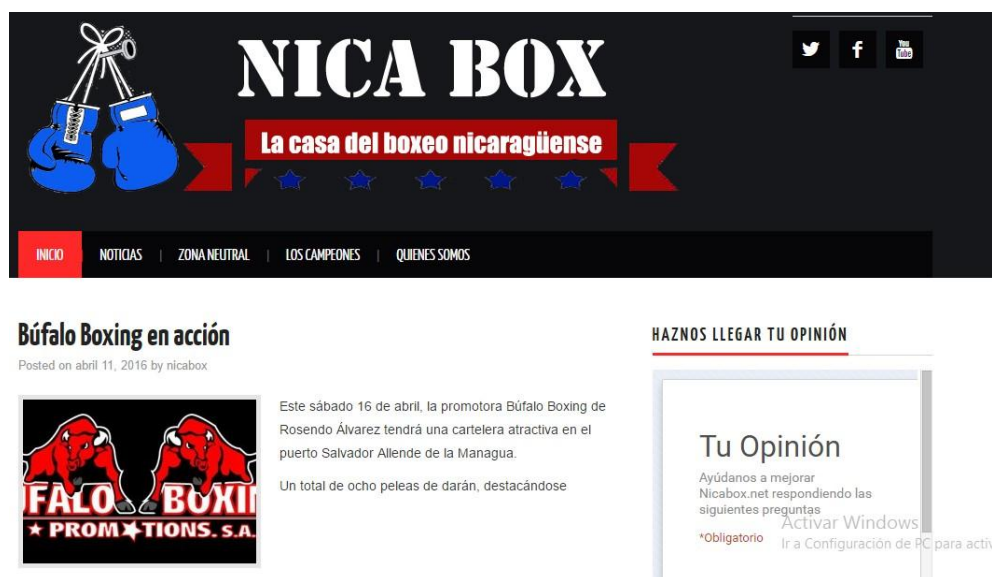 NICA BOX
La casa del boxeo nicaragüense
You
Tube
INICIO | NOTICIAS | ZONA NEUTRAL | LOS CAMPEONES | QUIENES SOMOS
Búfalo Boxing en acción
Posted on abril 11, 2016 by nicabox
FALO BOXI
PROM TIONS. S.A.
Este sábado 16 de abril, la promotora Búfalo Boxing de
Rosendo Álvarez tendrá una cartelera atractiva en el
puerto Salvador Allende de la Managua.
Un total de ocho peleas de darán, destacándose
HAZNOS LLEGAR TU OPINIÓN
Tu Opinión
Ayúdanos a mejorar
Nicabox.net respondiendo las
siguientes preguntas
*Obligatorio
Activar Windows
Ir a Configuración de PC para activ